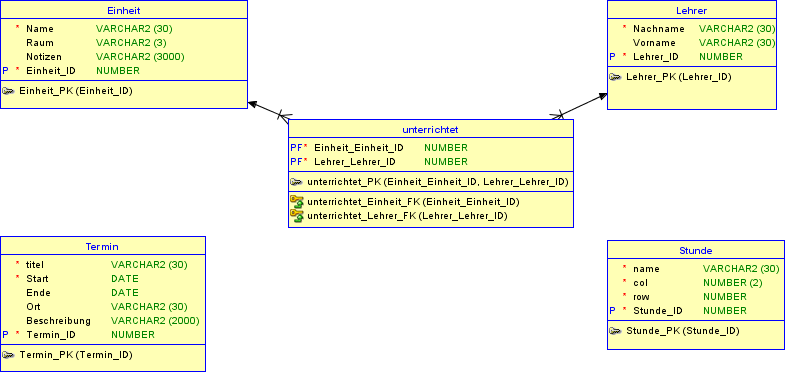 Einheit
* Name VARCHAR2 (30)
Raum VARCHAR2 (3)
Notizen VARCHAR2 (3000)
P * Einheit_ID NUMBER
Einheit_PK (Einheit_ID)
Lehrer
* Nachname VARCHAR2 (30)
Vorname VARCHAR2 (30)
P * Lehrer_ID NUMBER
Lehrer_PK (Lehrer_ID)
unterrichtet
PF* Einheit_Einheit_ID NUMBER
PF* Lehrer_Lehrer_ID NUMBER
unterrichtet_PK (Einheit_Einheit_ID, Lehrer_Lehrer_ID)
unterrichtet_Einheit_FK (Einheit_Einheit_ID)
unterrichtet_Lehrer_FK (Lehrer_Lehrer_ID)
Termin
* titel VARCHAR2 (30)
* Start DATE
Ende DATE
Ort VARCHAR2 (30)
Beschreibung VARCHAR2 (2000)
P * Termin_ID NUMBER
Termin_PK (Termin_ID)
Stunde
* name VARCHAR2 (30)
* col NUMBER (2)
* row NUMBER
P * Stunde_ID NUMBER
Stunde_PK (Stunde_ID)